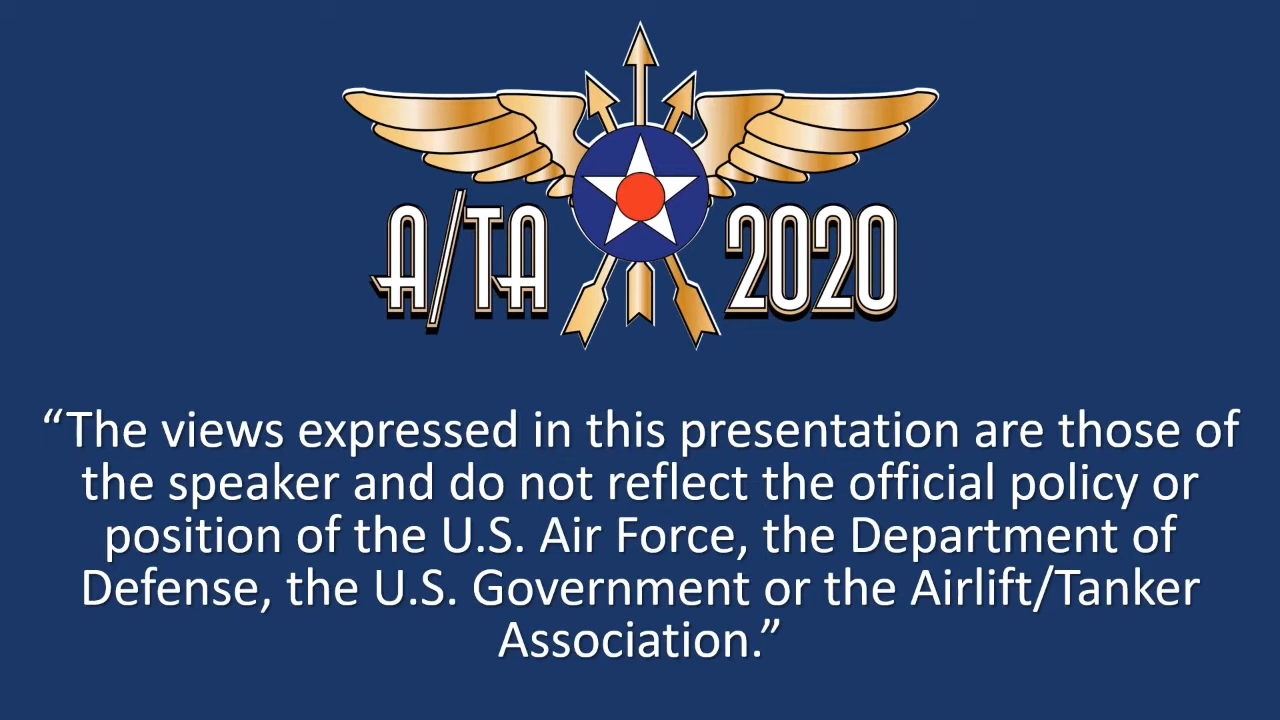 A/TA 2020
“The views expressed in this presentation are those of
the speaker and do not reflect the official policy or
position of the U.S. Air Force, the Department of
Defense, the U.S. Government or the Airlift/Tanker
Association.”